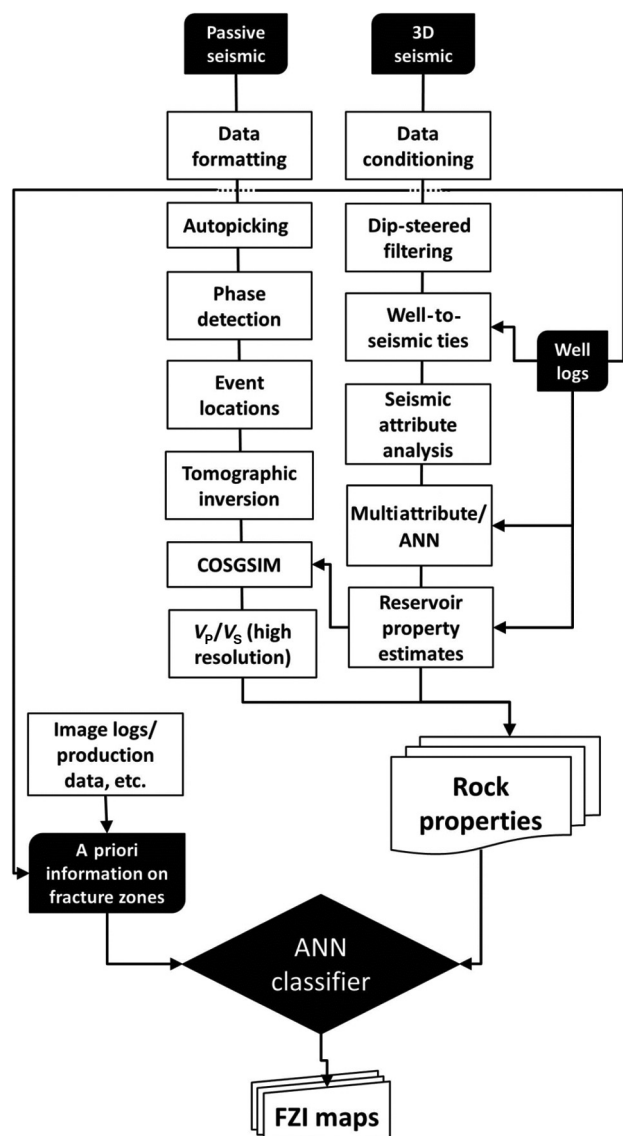 Passive
seismic
3D
seismic
Data
formatting
Data
conditioning
Autopicking
Dip-steered
filtering
Phase
detection
Well-to-
seismic ties
Well
logs
Event
locations
Seismic
attribute
analysis
Tomographic
inversion
Multiattribute/
ANN
COSGSIM
Reservoir
property
estimates
VP/VS (high
resolution)
Image logs/
production
data, etc.
Rock
properties
A priori
information on
fracture zones
ANN
classifier
FZI maps